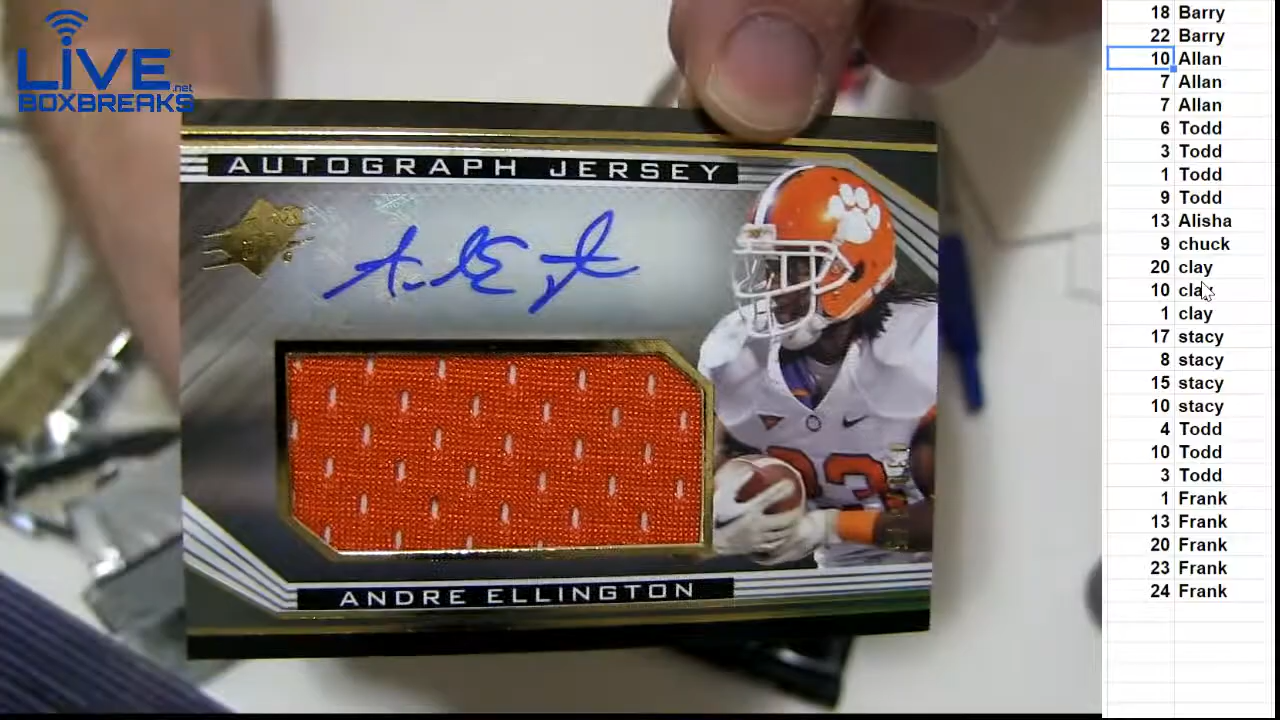 LiVE
.net
BOXBREAKS
AUTOGRAPH JERSEY
ANDRE ELLINGTON
18 Barry
22 Barry
10 Allan
7 Allan
7 Allan
6 Todd
3 Todd
1 Todd
9 Todd
13 Alisha
9 chuck
20 clay
10 clay
1 clay
17 stacy
8 stacy
15 stacy
10 stacy
4 Todd
10 Todd
3 Todd
1 Frank
13 Frank
20 Frank
23 Frank
24 Frank